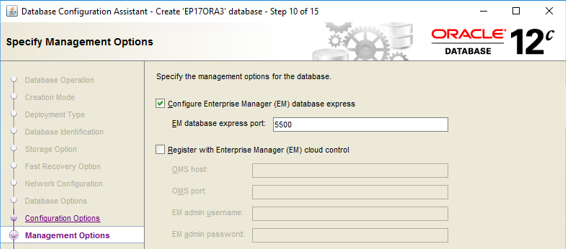 Database Configuration Assistant - Create 'EP17ORA3' database - Step 10 of 15
Specify Management Options
ORACLE
DATABASE
12c
Database Operation
Creation Mode
Deployment Type
Database Identification
Storage Option
Fast Recovery Option
Network Configuration
Database Options
Configuration Options
Management Options
Specify the management options for the database.
Configure Enterprise Manager (EM) database express
EM database express port: 5500
Register with Enterprise Manager (EM) cloud control
OMS host:
OMS port:
EM admin username:
EM admin password: